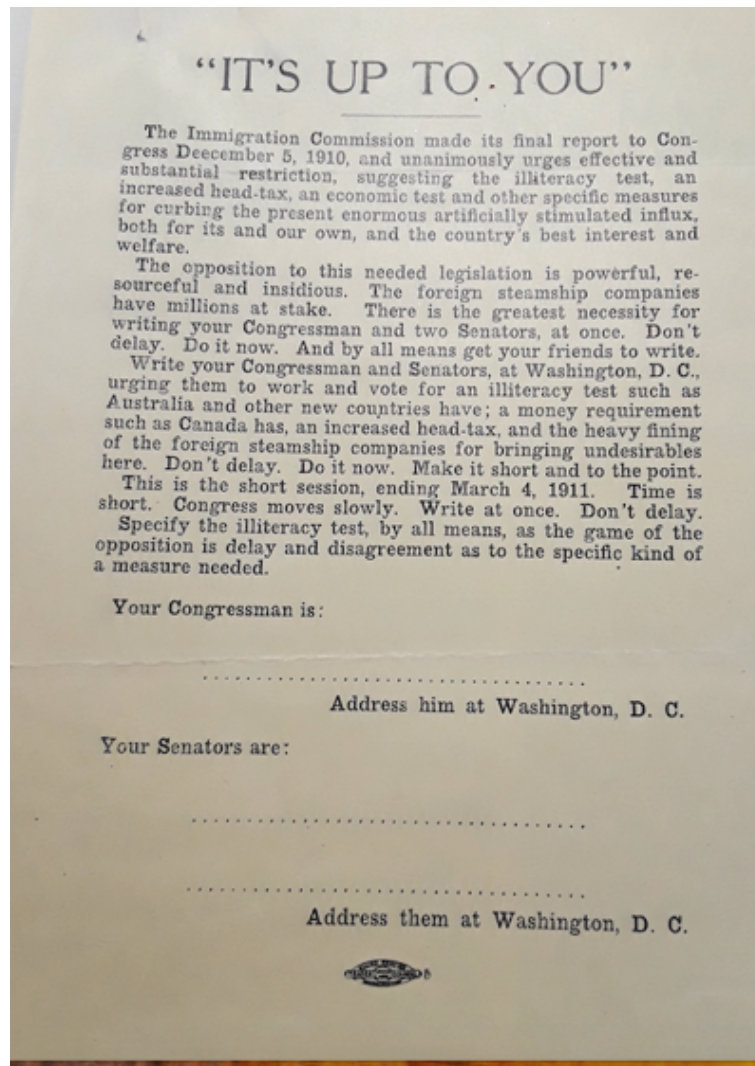 "IT'S UP TO YOU"
The Immigration Commission made its final report to Con-
gress Deecember 5, 1910, and unanimously urges effective and
substantial restriction, suggesting the illiteracy test, an
increased head-tax, an economic test and other specific measures
for curbing the present enormous artificially stimulated influx,
both for its and our own, and the country's best interest and
welfare.
The opposition to this needed legislation is powerful, re-
sourceful and insidious. The foreign steamship companies
have millions at stake. There is the greatest necessity for
writing your Congressman and two Senators, at once. Don't
delay. Do it now. And by all means get your friends to write.
Write your Congressman and Senators, at Washington, D. C.,
urging them to work and vote for an illiteracy test such as
Australia and other new countries have; a money requirement
such as Canada has, an increased head-tax, and the heavy fining
of the foreign steamship companies for bringing undesirables
here. Don't delay. Do it now. Make it short and to the point.
This is the short session, ending March 4, 1911. Time is
short. Congress moves slowly. Write at once. Don't delay.
Specify the illiteracy test, by all means, as the game of the
opposition is delay and disagreement as to the specific kind of
a measure needed.
Your Congressman is:
Address him at Washington, D. C.
Your Senators are:
Address them at Washington, D. C.